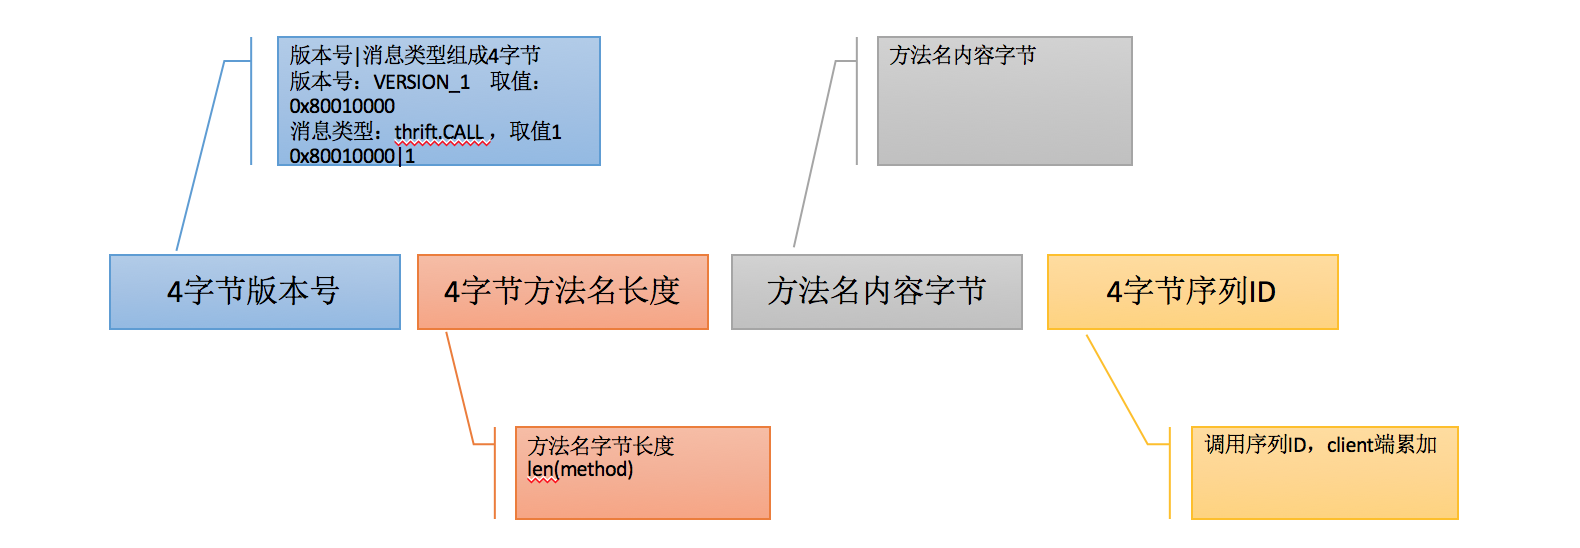 版本号|消息类型组成4字节
版本号：VERSION_1 取值：
0x80010000
消息类型：thrift.CALL ，取值1
0x80010000|1
方法名内容字节
4字节版本号
4字节方法名长度
方法名内容字节
4字节序列ID
方法名字节长度
len(method)
调用序列ID，client端累加